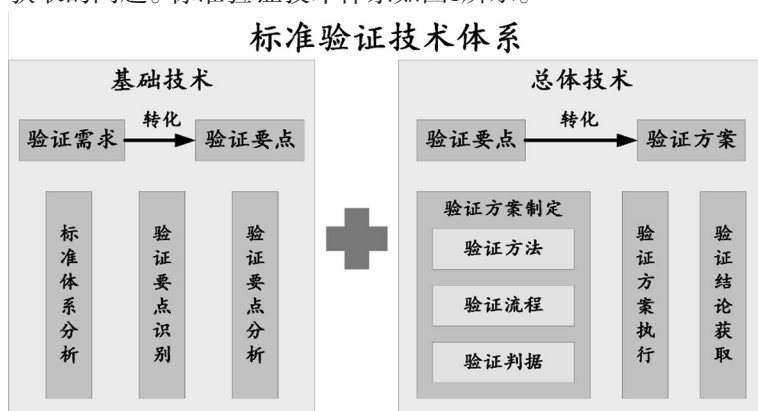 标准验证技术体系
基础技术
验证需求
转化
验证要点
标准体系分析
验证要点识别
验证要点分析
总体技术
验证要点
转化
验证方案
验证方案制定
验证方法
验证流程
验证判据
验证方案执行
验证结论获取